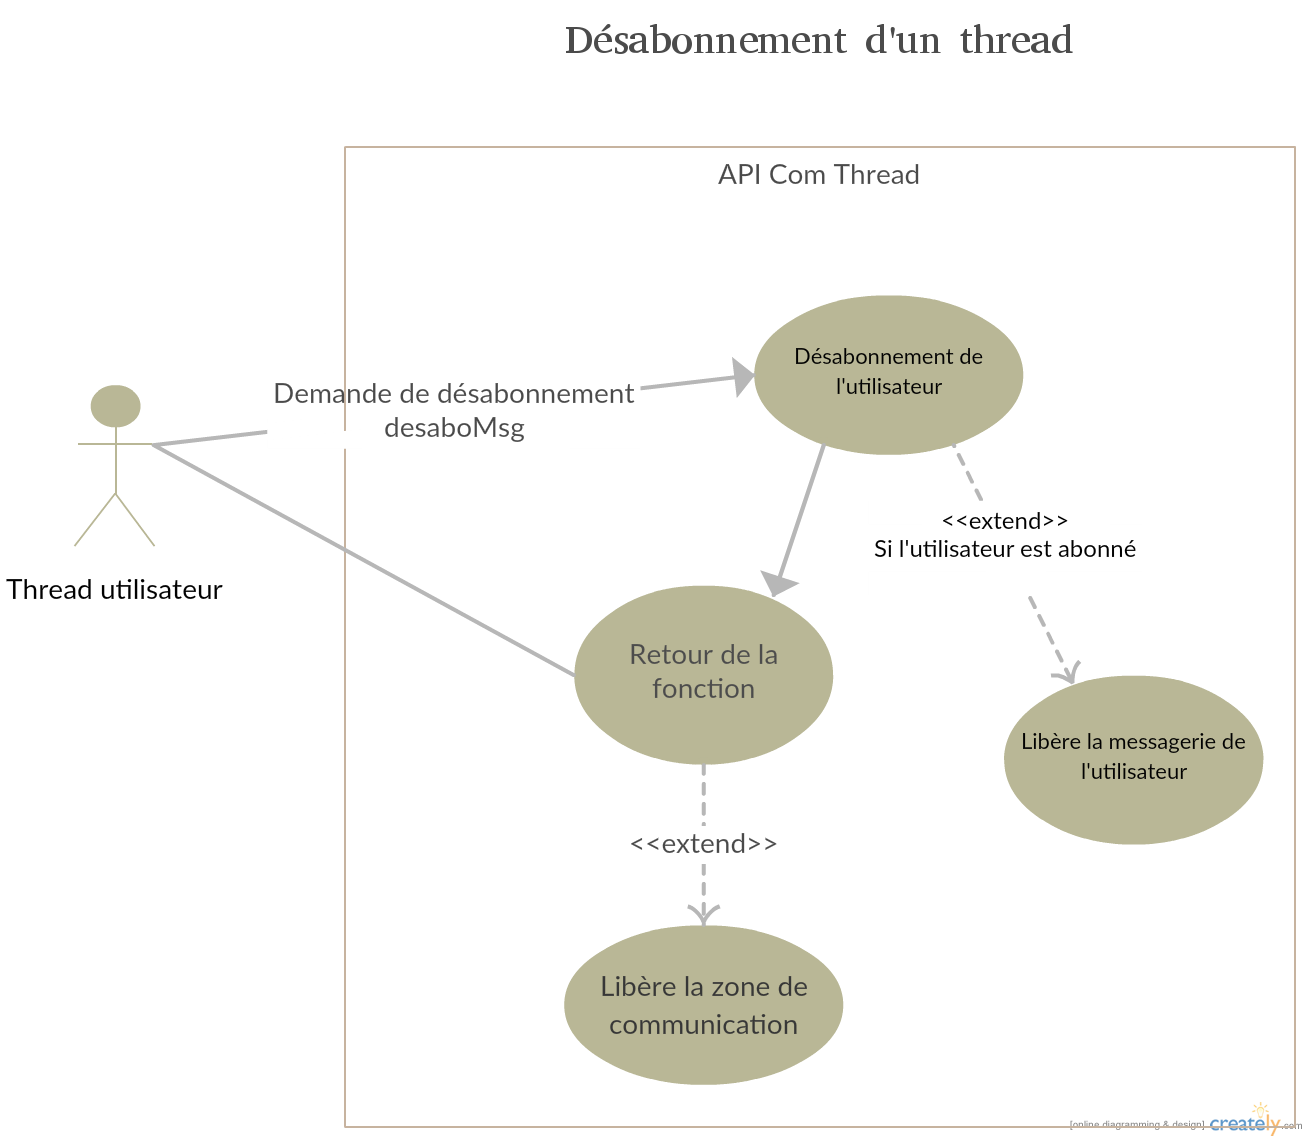 Désabonnement d'un thread
API Com Thread
Désabonnement de
l'utilisateur
Demande de désabonnement
desaboMsg
<<extend>>
Si l'utilisateur est abonné
Thread utilisateur
Retour de la
fonction
Libère la messagerie de
l'utilisateur
<<extend>>
Libère la zone de
communication
[online diagramming & design] creately.com